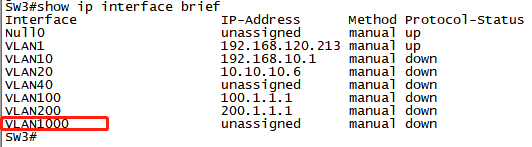 SW3#show ip interface brief
Interface IP-Address Method Protocol-Status
Null0 unassigned manual up
VLAN1 192.168.120.213 manual up
VLAN10 192.168.10.1 manual down
VLAN20 10.10.10.6 manual down
VLAN40 unassigned manual down
VLAN100 100.1.1.1 manual down
VLAN200 200.1.1.1 manual down
VLAN1000 unassigned manual down
SW3#